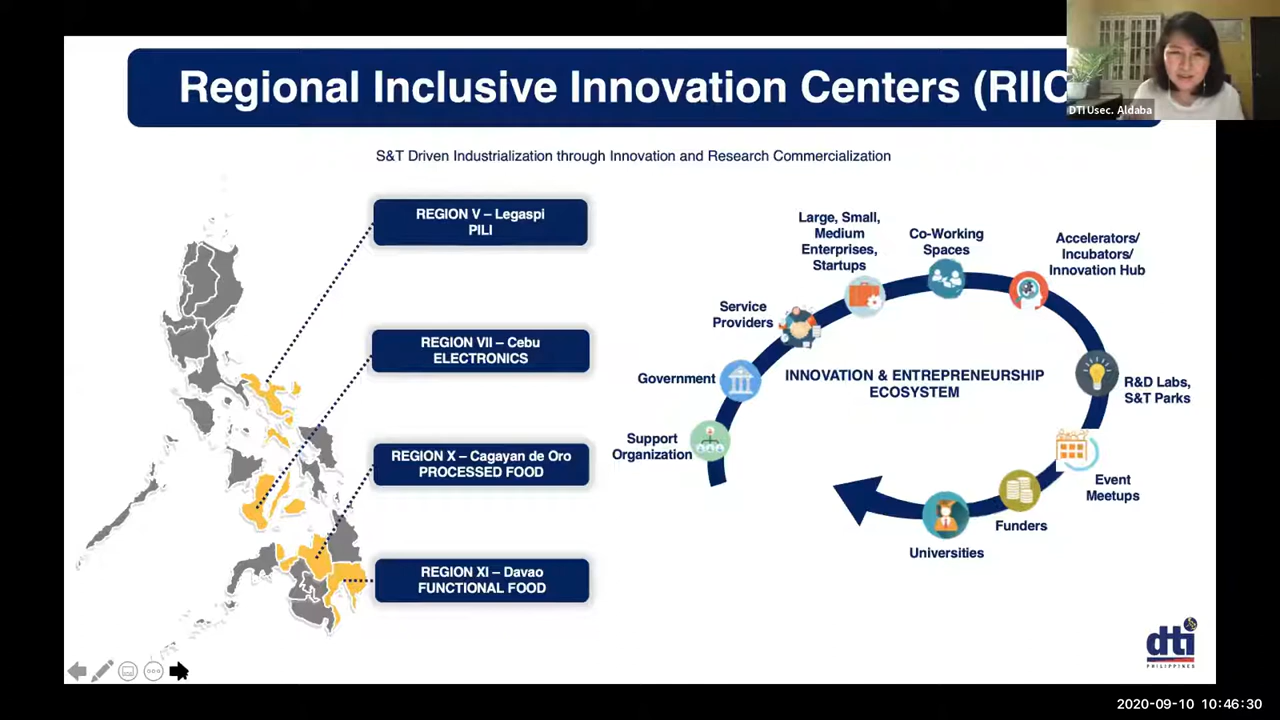 Regional Inclusive Innovation Centers (RIIC
DTI Usec. Aldaba
S&T Driven Industrialization through Innovation and Research Commercialization
REGION V – Legaspi
PILI
REGION VII – Cebu
ELECTRONICS
REGION X – Cagayan de Oro
PROCESSED FOOD
REGION XI – Davao
FUNCTIONAL FOOD
Large, Small,
Medium
Enterprises,
Startups
Co-Working
Spaces
Accelerators/
Incubators/
Innovation Hub
Service
Providers
Government
INNOVATION & ENTREPRENEURSHIP
ECOSYSTEM
R&D Labs,
S&T Parks
Support
Organization
Event
Meetups
Funders
Universities
dti
PHILIPPINES
2020-09-10 10:46:30